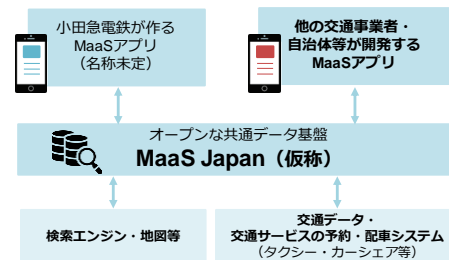 小田急電鉄が作る
MaaSアプリ
（名称未定）
他の交通事業者・
自治体等が開発する
MaaSアプリ
オープンな共通データ基盤
MaaS Japan（仮称）
検索エンジン・地図等
交通データ・
交通サービスの予約・配車システム
（タクシー・カーシェア等）